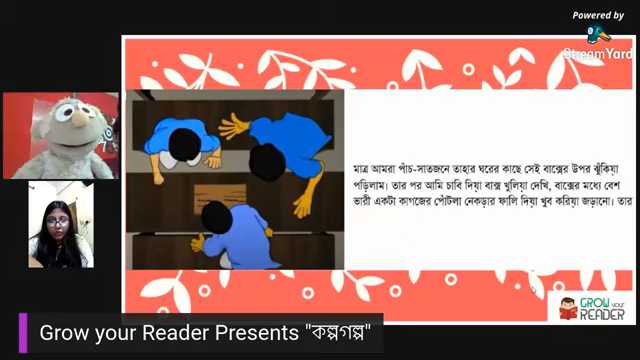 Powered by
StreamYard
মাত্র আমরা পাঁচ-সাতজনে তাহার ঘরের কাছে সেই বাক্সের উপর ঝুঁকিয়া
পড়িলাম। তার পর আমি চাবি দিয়া বাক্স খুলিয়া দেখি, বাক্সের মধ্যে বেশ
ভারী একটা কাগজের পোঁটলা নেকড়ার ফালি দিয়া খুব করিয়া জড়ানো। তার
GROW your
READER
Grow your Reader Presents "কল্পগল্প"